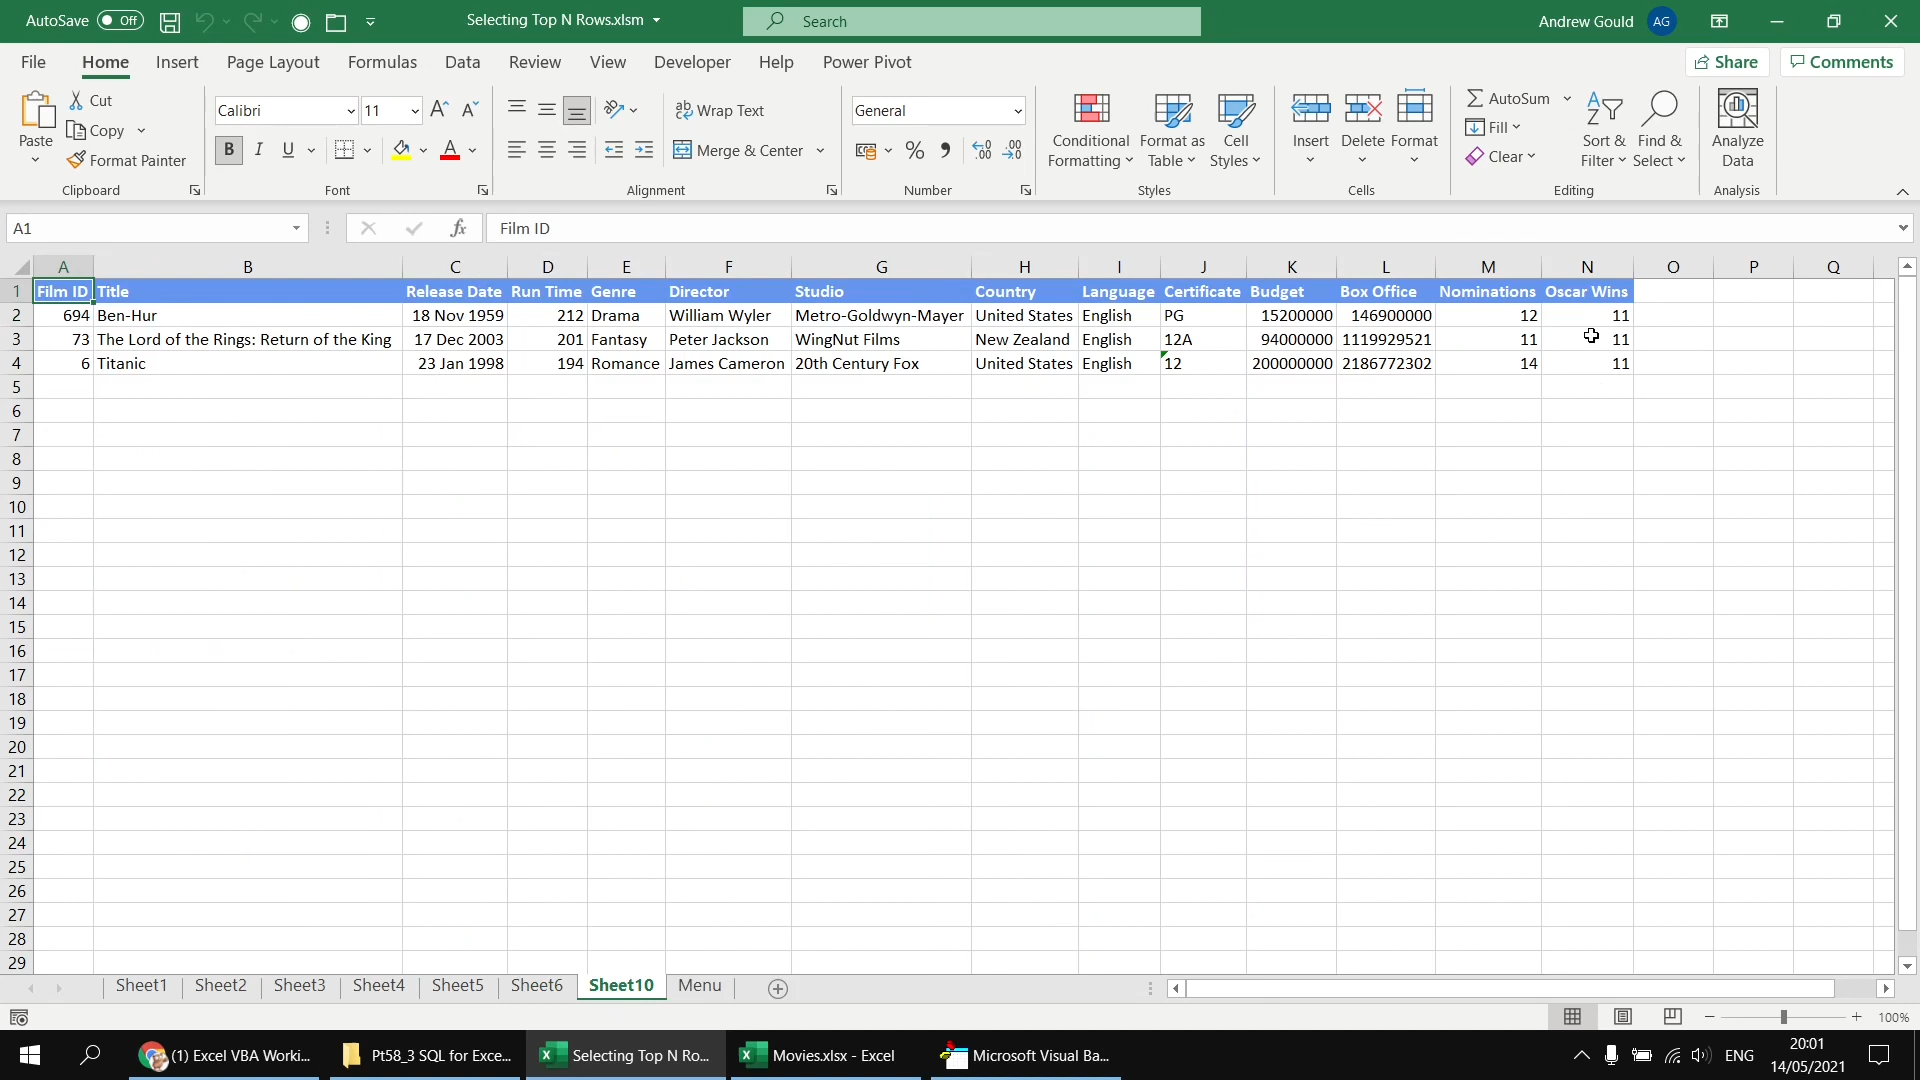 AutoSave Off
Selecting Top N Rows.xlsm
Search
Andrew Gould AG
File Home Insert Page Layout Formulas Data Review View Developer Help Power Pivot
Share Comments
Paste
Cut
Copy
Format Painter
Clipboard
Calibri 11
B I U
Font
Wrap Text
Merge & Center
Alignment
General
Number
Conditional Formatting
Format as Table
Cell Styles
Styles
Insert
Delete
Format
Cells
AutoSum
Fill
Clear
Sort & Filter
Find & Select
Editing
Analyze Data
Analysis
A1
fx
Film ID
A B C D E F G H I J K L M N O P Q
1 Film ID Title Release Date Run Time Genre Director Studio Country Language Certificate Budget Box Office Nominations Oscar Wins
2 694 Ben-Hur 18 Nov 1959 212 Drama William Wyler Metro-Goldwyn-Mayer United States English PG 15200000 146900000 12 11
3 73 The Lord of the Rings: Return of the King 17 Dec 2003 201 Fantasy Peter Jackson WingNut Films New Zealand English 12A 94000000 1119929521 11 11
4 6 Titanic 23 Jan 1998 194 Romance James Cameron 20th Century Fox United States English 12 200000000 2186772302 14 11
5
6
7
8
9
10
11
12
13
14
15
16
17
18
19
20
21
22
23
24
25
26
27
28
29
Sheet1 Sheet2 Sheet3 Sheet4 Sheet5 Sheet6 Sheet10 Menu
100%
(1) Excel VBA Worki...
Pt58_3 SQL for Exce...
Selecting Top N Ro...
Movies.xlsx - Excel
Microsoft Visual Ba...
ENG
20:01
14/05/2021